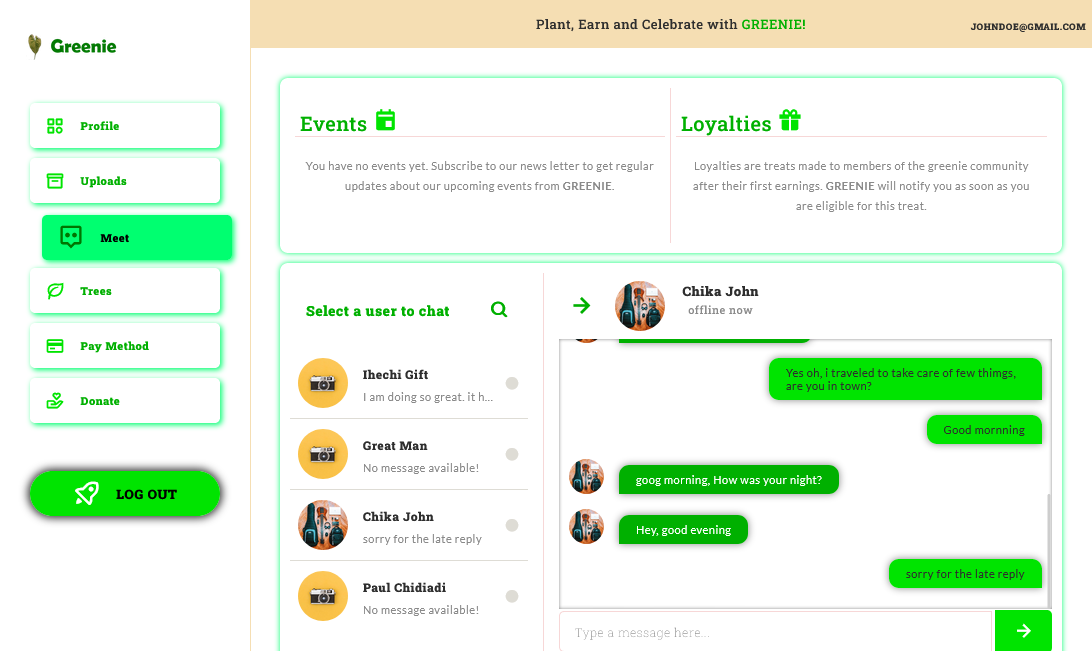 Plant, Earn and Celebrate with GREENIE!
JOHNDOE@GMAIL.COM
Greenie
Profile
Uploads
Meet
Trees
Pay Method
Donate
LOG OUT
Events
You have no events yet. Subscribe to our news letter to get regular
updates about our upcoming events from GREENIE.
Loyalties
Loyalties are treats made to members of the greenie community
after their first earnings. GREENIE will notify you as soon as you
are eligible for this treat.
Select a user to chat
Ihechi Gift
I am doing so great. it h...
Great Man
No message available!
Chika John
sorry for the late reply
Paul Chidiadi
No message available!
Chika John
offline now
Yes oh, i traveled to take care of few thimgs,
are you in town?
Good mornning
goog morning, How was your night?
Hey, good evening
sorry for the late reply
Type a message here...